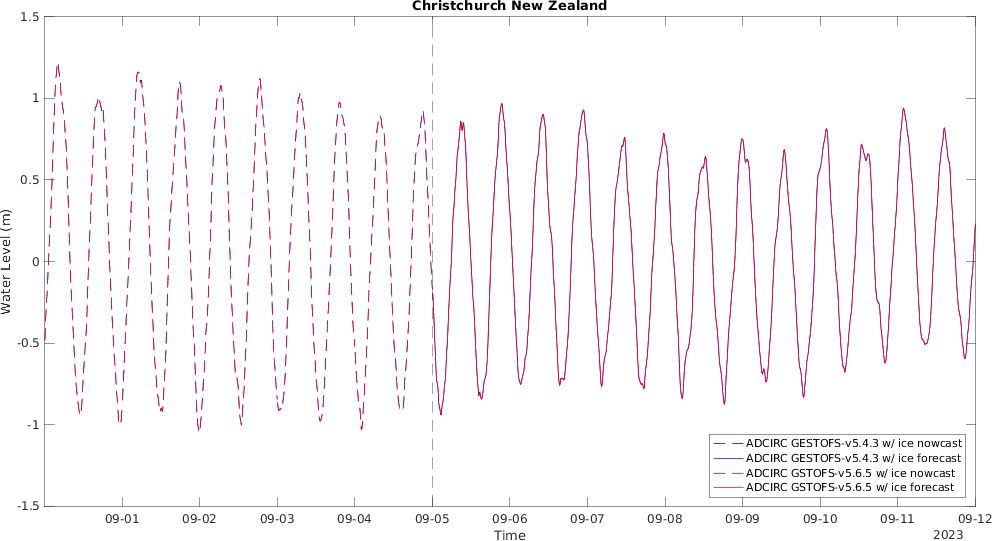 Christchurch New Zealand
1.5
1
0.5
0
-0.5
-1
-1.5
Water Level (m)
09-01 09-02 09-03 09-04 09-05 09-06 09-07 09-08 09-09 09-10 09-11 09-12
Time
2023
ADCIRC GESTOFS-v5.4.3 w/ ice nowcast
ADCIRC GESTOFS-v5.4.3 w/ ice forecast
ADCIRC GSTOFS-v5.6.5 w/ ice nowcast
ADCIRC GSTOFS-v5.6.5 w/ ice forecast